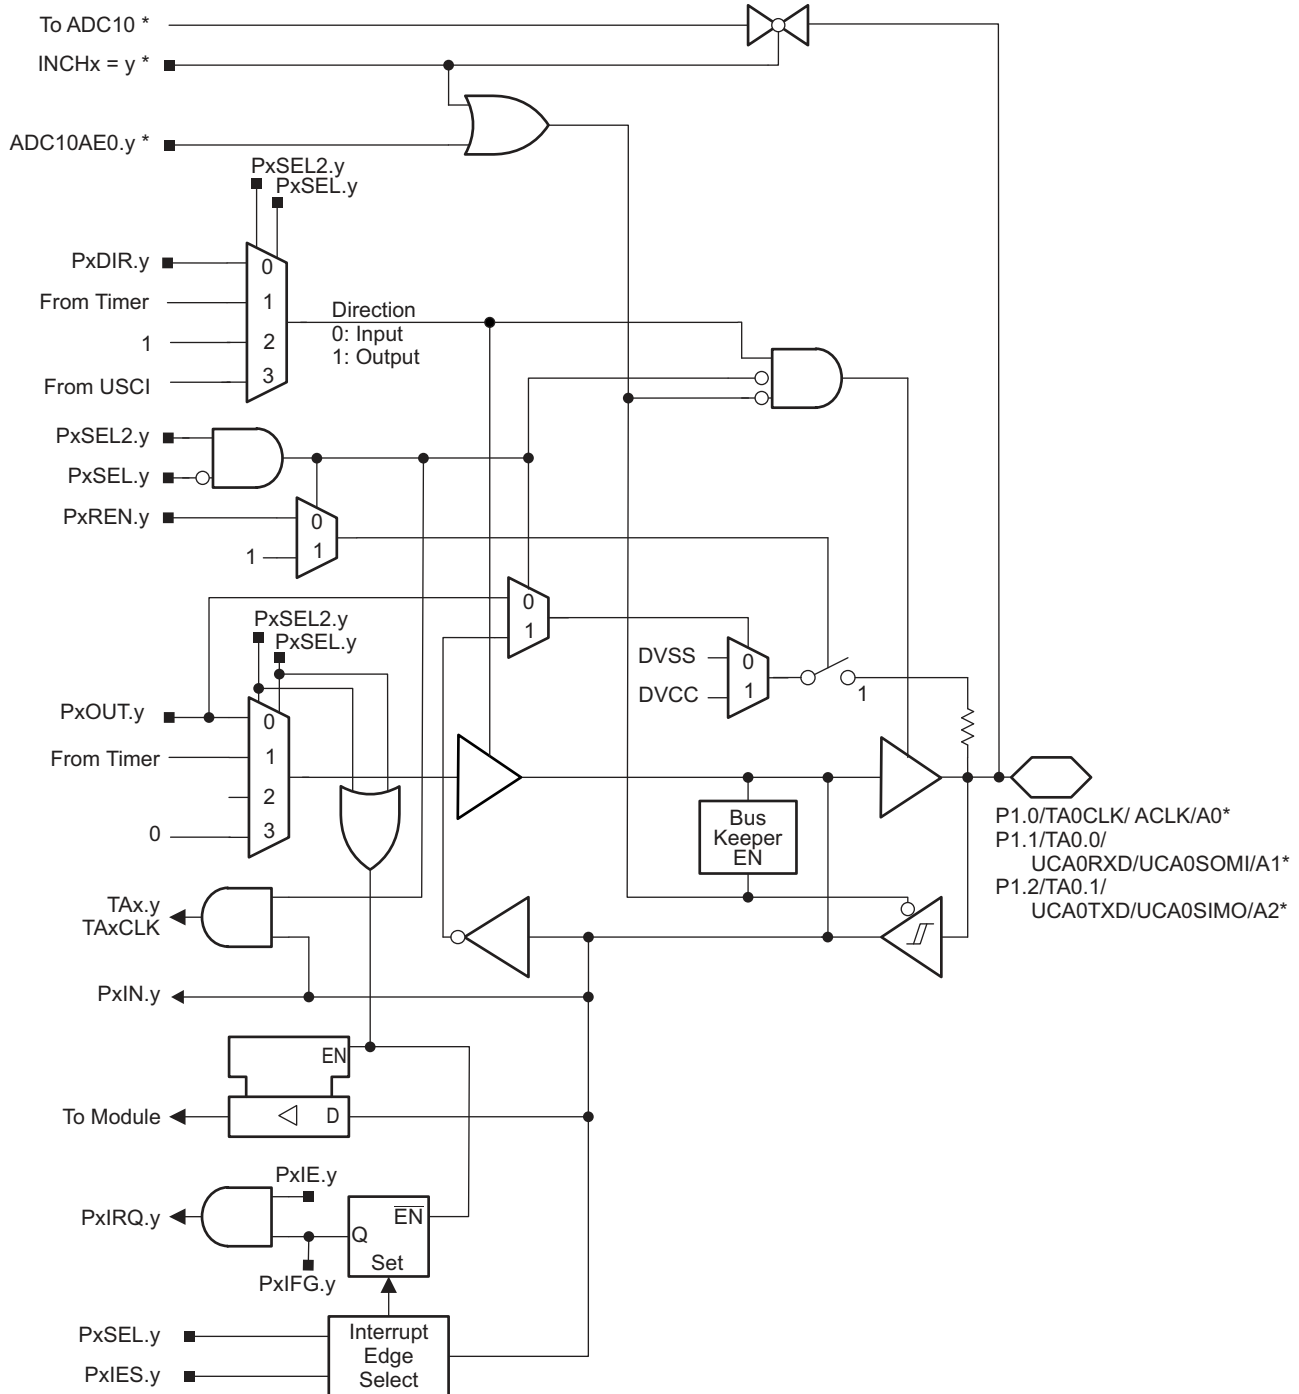 To ADC10 *
INCHx = y *
ADC10AE0.y *
PxSEL2.y
PxSEL.y
PxDIR.y
0
From Timer
1
Direction
0: Input
1: Output
1
2
From USCI
3
PxSEL2.y
PxSEL.y
PxREN.y
0
1
1
0
1
PxSEL2.y
PxSEL.y
DVSS
0
DVCC
1
1
PxOUT.y
0
From Timer
1
2
0
3
Bus
Keeper
EN
P1.0/TA0CLK/ ACLK/A0*
P1.1/TA0.0/
UCA0RXD/UCA0SOMI/A1*
P1.2/TA0.1/
UCA0TXD/UCA0SIMO/A2*
TAx.y
TAxCLK
PxIN.y
EN
To Module
D
PxIE.y
PxIRQ.y
EN
Q
Set
PxIFG.y
PxSEL.y
PxIES.y
Interrupt
Edge
Select